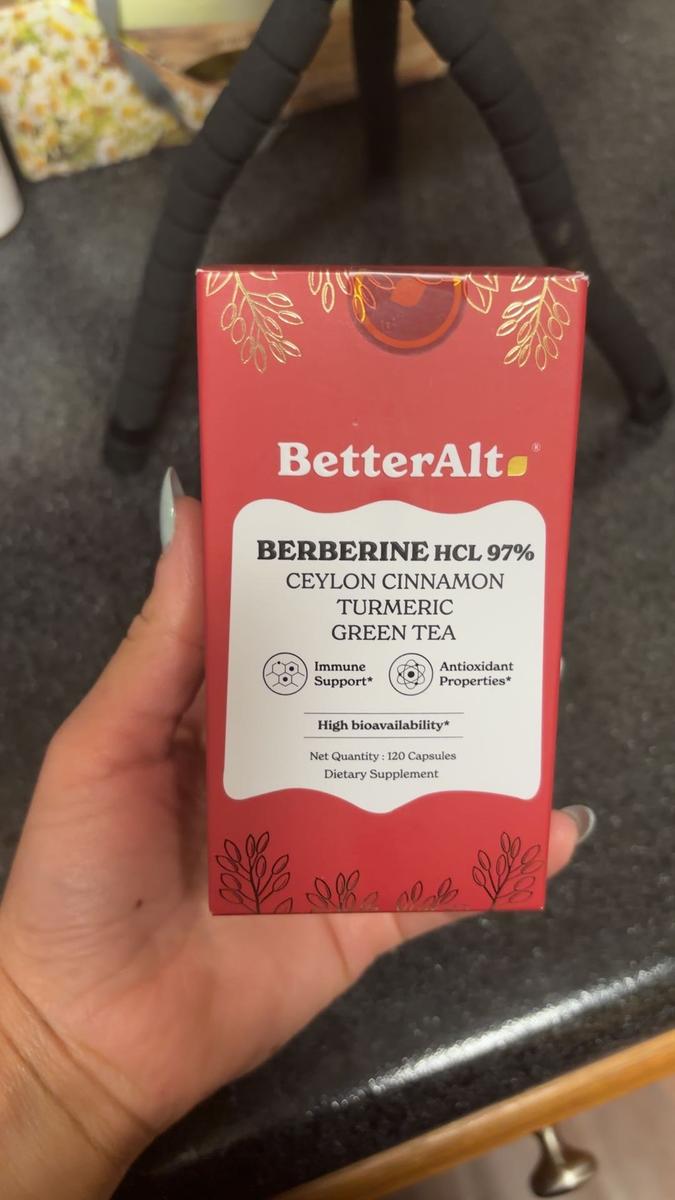 BetterAlt®
BERBERINE HCL 97%
CEYLON CINNAMON
TURMERIC
GREEN TEA
Immune
Support*
Antioxidant
Properties*
High bioavailability*
Net Quantity : 120 Capsules
Dietary Supplement